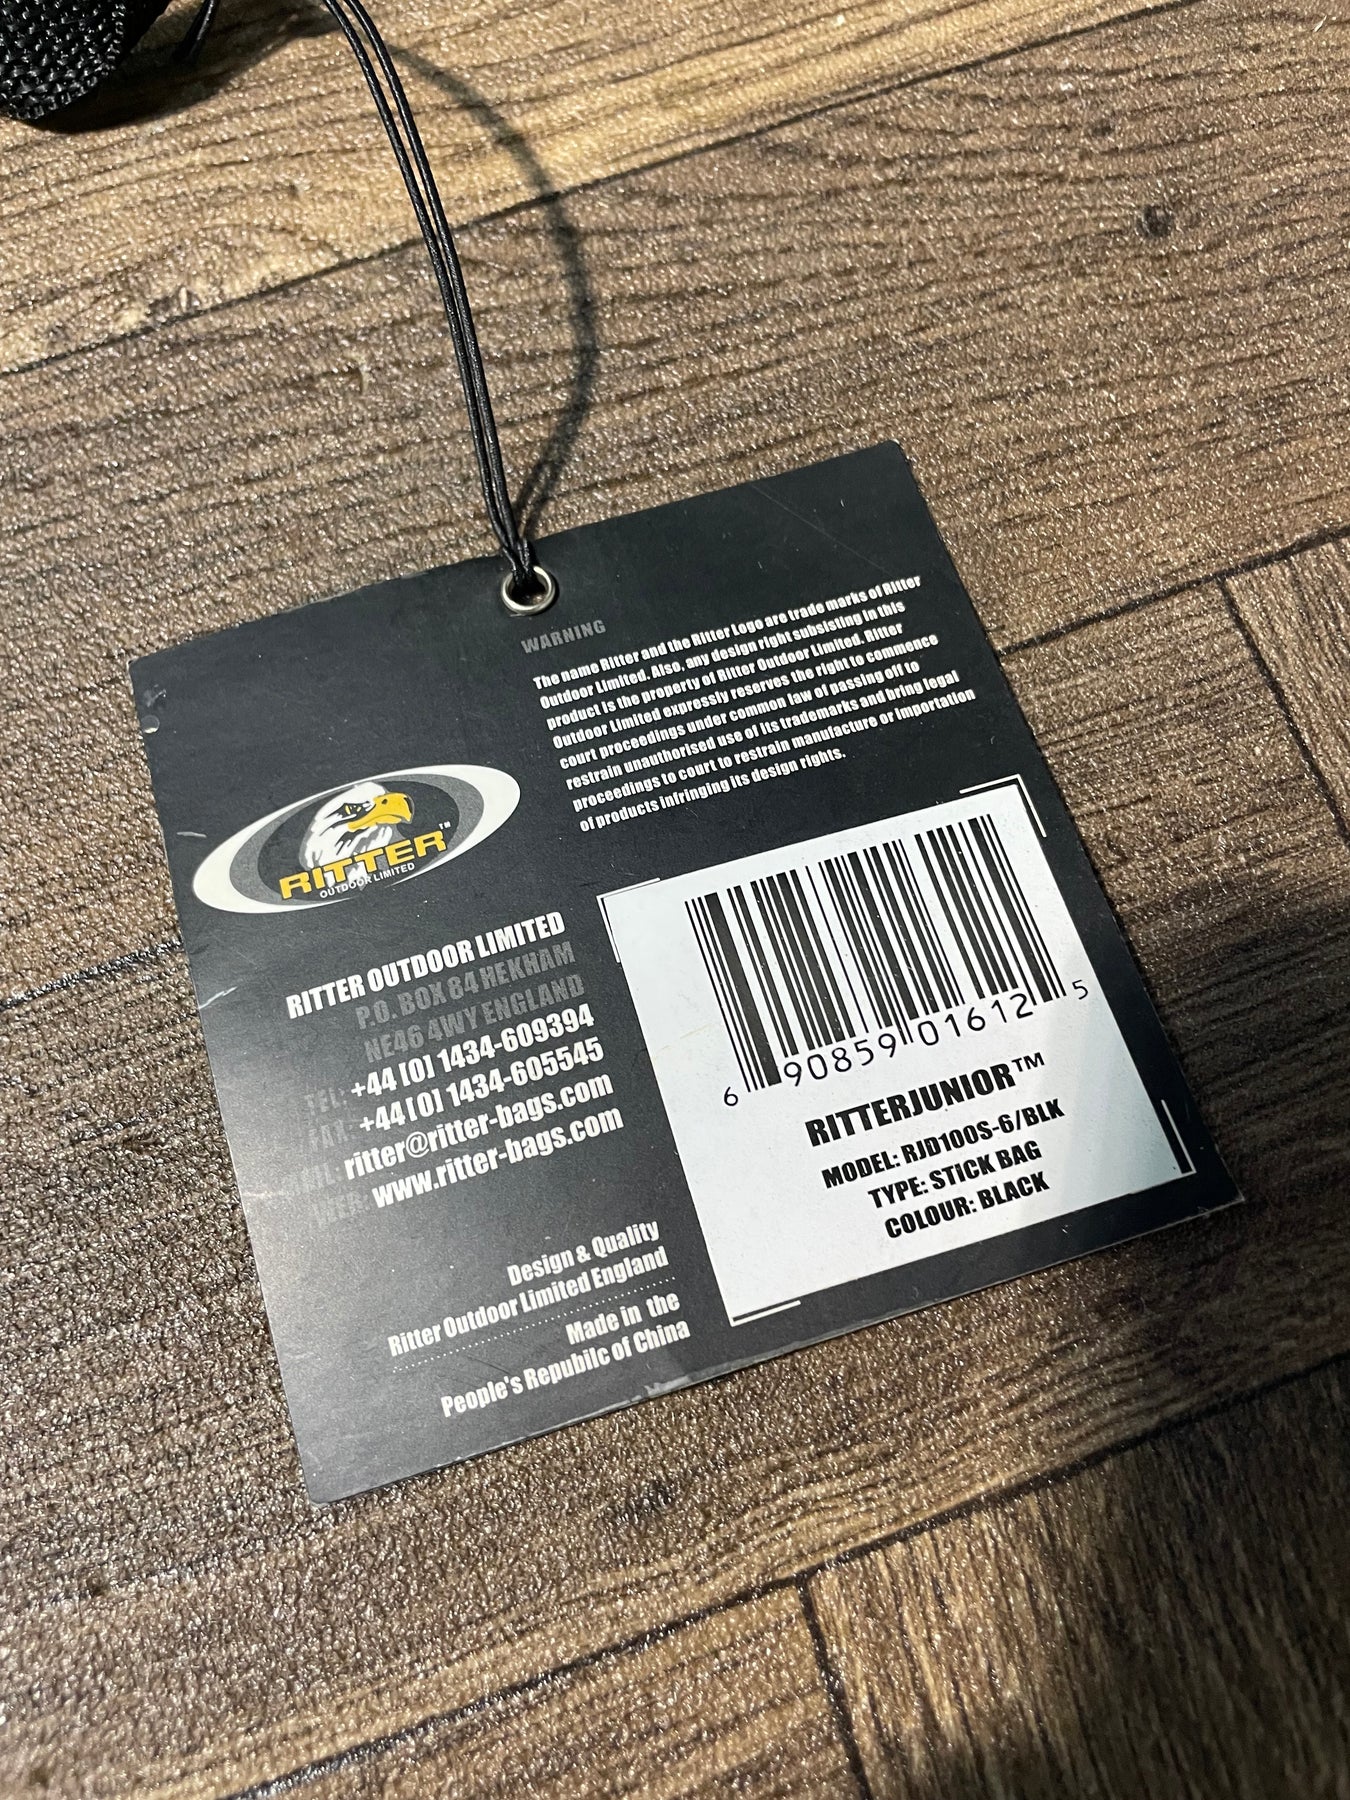 WARNING
The name Ritter and the Ritter Logo are trade marks of Ritter
Outdoor Limited. Also, any design right subsisting in this
product is the property of Ritter Outdoor Limited. Ritter
Outdoor Limited expressly reserves the right to commence
court proceedings under common law of passing off to
restrain unauthorised use of its trademarks and bring legal
proceedings to court to restrain manufacture or importation
of products infringing its design rights.
RITTER™
OUTDOOR LIMITED
RITTER OUTDOOR LIMITED
P.O. BOX 84 HEXHAM
NE46 4WY ENGLAND
TEL: +44 [0] 1434-609394
FAX: +44 [0] 1434-605545
ritter@ritter-bags.com
WEB: www.ritter-bags.com
Design & Quality
Ritter Outdoor Limited England
Made in the
People's Republic of China
6 90859 01612 5
RITTERJUNIOR™
MODEL: RJD100S-6/BLK
TYPE: STICK BAG
COLOUR: BLACK